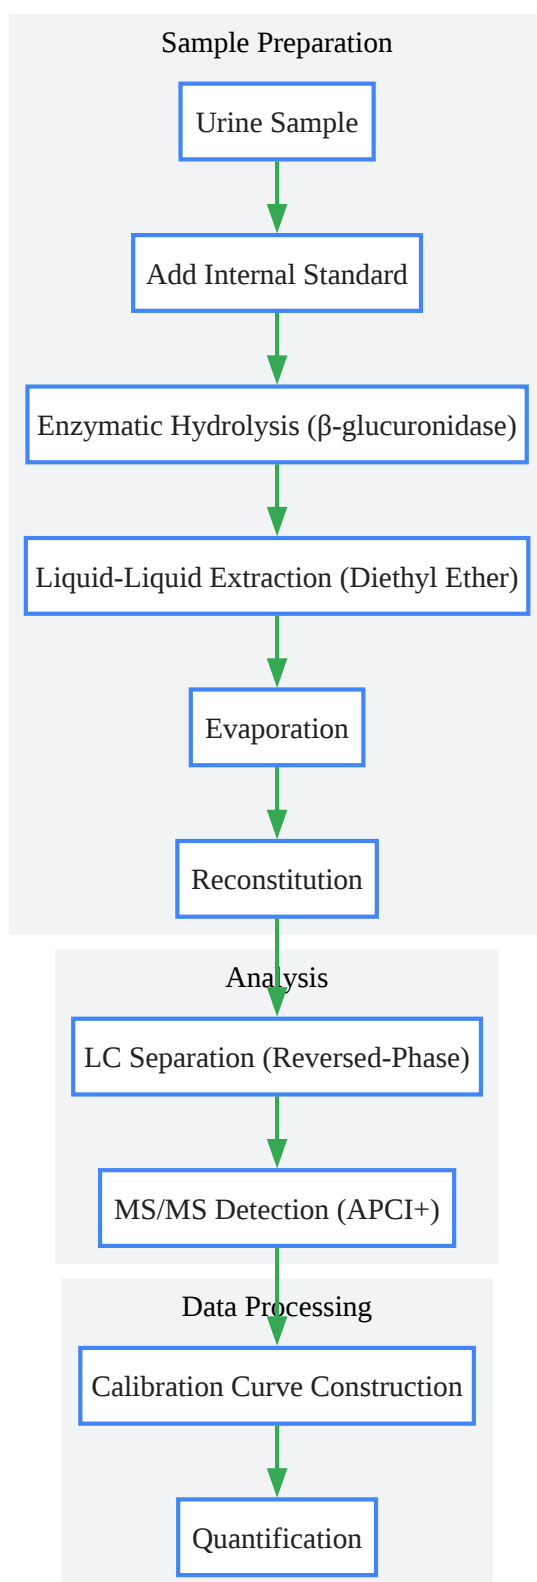 Sample Preparation
Urine Sample
Add Internal Standard
Enzymatic Hydrolysis (β-glucuronidase)
Liquid-Liquid Extraction (Diethyl Ether)
Evaporation
Reconstitution
Analysis
LC Separation (Reversed-Phase)
MS/MS Detection (APCI+)
Data Processing
Calibration Curve Construction
Quantification